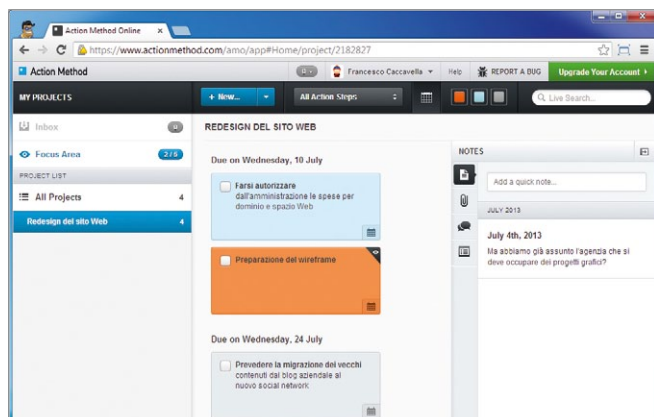 Action Method Online
https://www.actionmethod.com/amo/app#Home/project/2182827
Action Method
Francesco Caccavella
Help
REPORT A BUG
Upgrade Your Account
MY PROJECTS
+ New...
All Action Steps
Live Search...
Inbox
0
Focus Area
2/5
PROJECT LIST
All Projects
4
Redesign del sito Web
4
REDESIGN DEL SITO WEB
Due on Wednesday, 10 July
Farsi autorizzare
dall'amministrazione le spese per
dominio e spazio Web
Preparazione del wireframe
Due on Wednesday, 24 July
Prevedere la migrazione dei vecchi
contenuti dal blog aziendale al
nuovo social network
NOTES
Add a quick note...
JULY 2013
July 4th, 2013
Ma abbiamo già assunto l'agenzia che si
deve occupare dei progetti grafici?